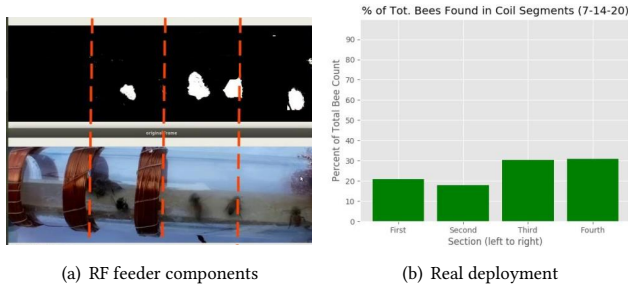 % of Tot. Bees Found in Coil Segments (7-14-20)
originalFrame
Percent of Total Bee Count
90
80
70
60
50
40
30
20
10
0
First Second Third Fourth
Section (left to right)
(a) RF feeder components
(b) Real deployment